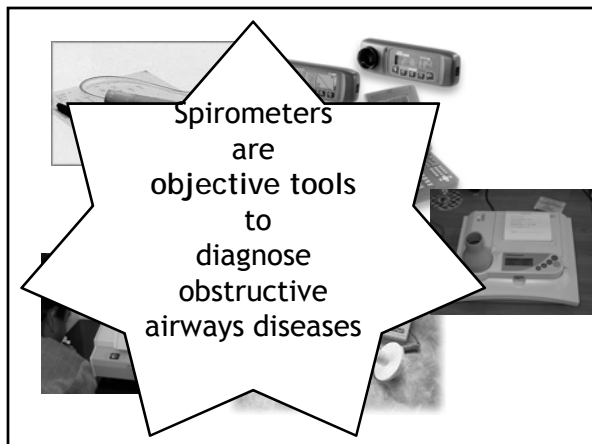 Spirometers
are
objective tools
to
diagnose
obstructive
airways diseases